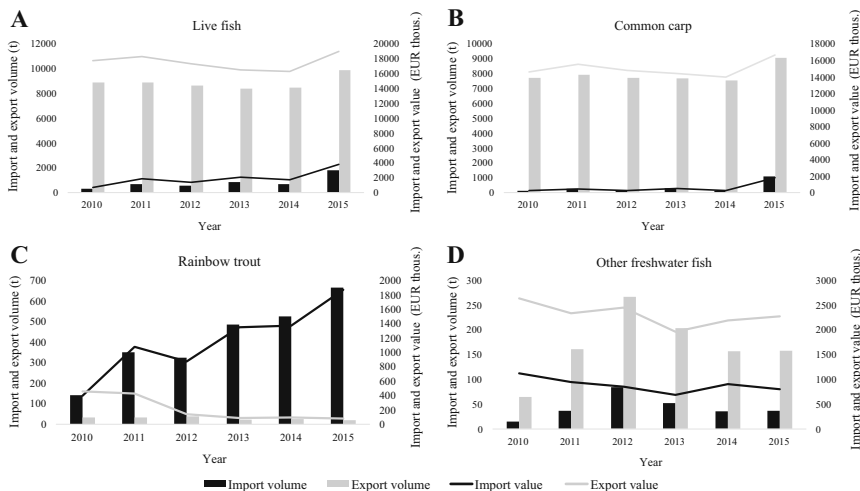 A
Live fish
Import and export volume (t)
12000
10000
8000
6000
4000
2000
0
20000
18000
16000
14000
12000
10000
8000
6000
4000
2000
0
Import and export value (EUR thous.)
2010 2011 2012 2013 2014 2015
Year
B
Common carp
Import and export volume (t)
10000
9000
8000
7000
6000
5000
4000
3000
2000
1000
0
18000
16000
14000
12000
10000
8000
6000
4000
2000
0
Import and export value (EUR thous.)
2010 2011 2012 2013 2014 2015
Year
C
Rainbow trout
Import and export volume (t)
700
600
500
400
300
200
100
0
2000
1800
1600
1400
1200
1000
800
600
400
200
0
Import and export value (EUR thous.)
2010 2011 2012 2013 2014 2015
Year
D
Other freshwater fish
Import and export volume (t)
300
250
200
150
100
50
0
3000
2500
2000
1500
1000
500
0
Import and export value (EUR thous.)
2010 2011 2012 2013 2014 2015
Year
Import volume Export volume Import value Export value